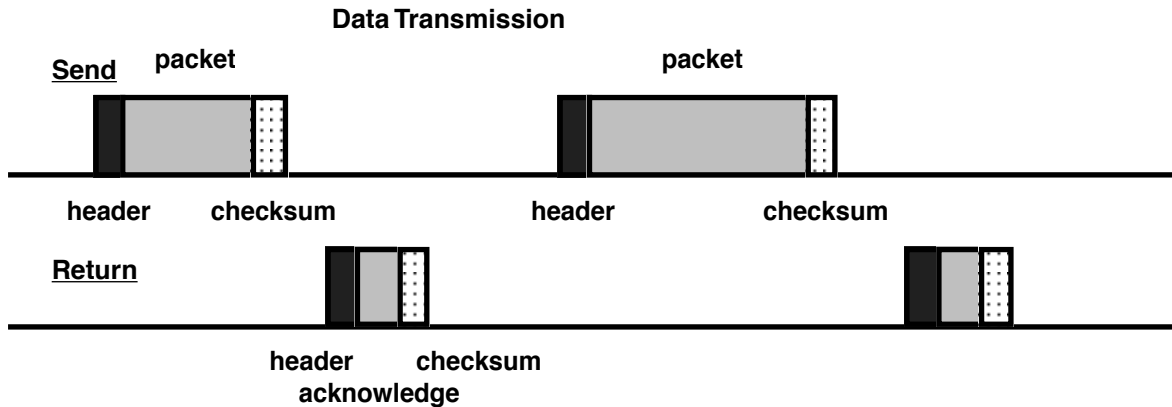 Data Transmission
Send packet packet
header checksum header checksum
Return
header checksum
acknowledge